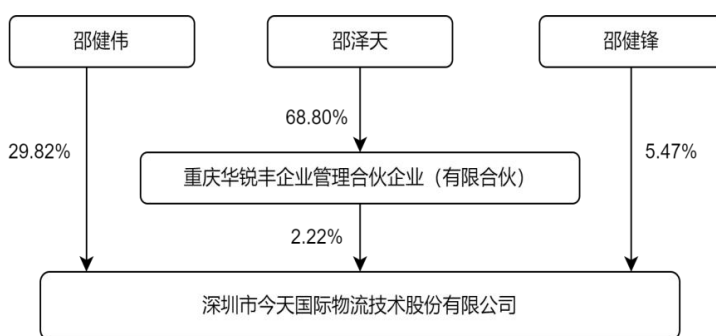 邵健伟
邵泽天
邵健锋
68.80%
29.82%
5.47%
重庆华锐丰企业管理合伙企业（有限合伙）
2.22%
深圳市今天国际物流技术股份有限公司